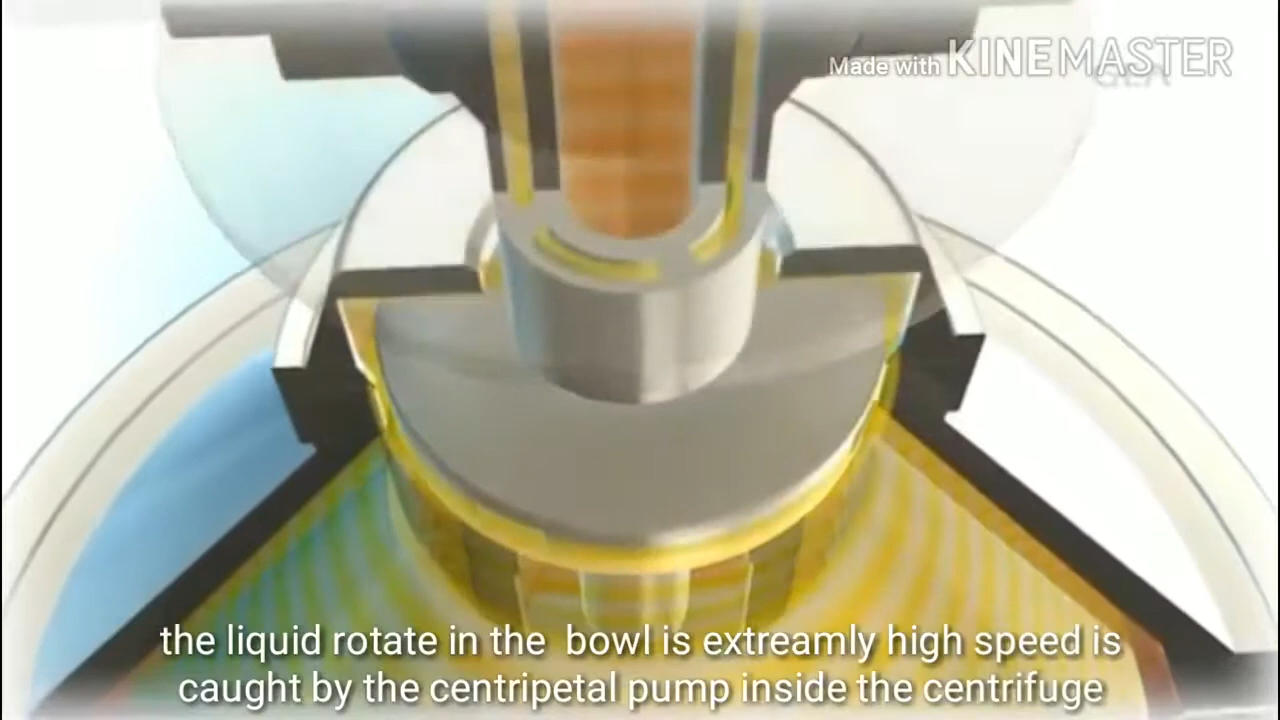 Made with KINEMASTER
the liquid rotate in the bowl is extreamly high speed is
caught by the centripetal pump inside the centrifuge